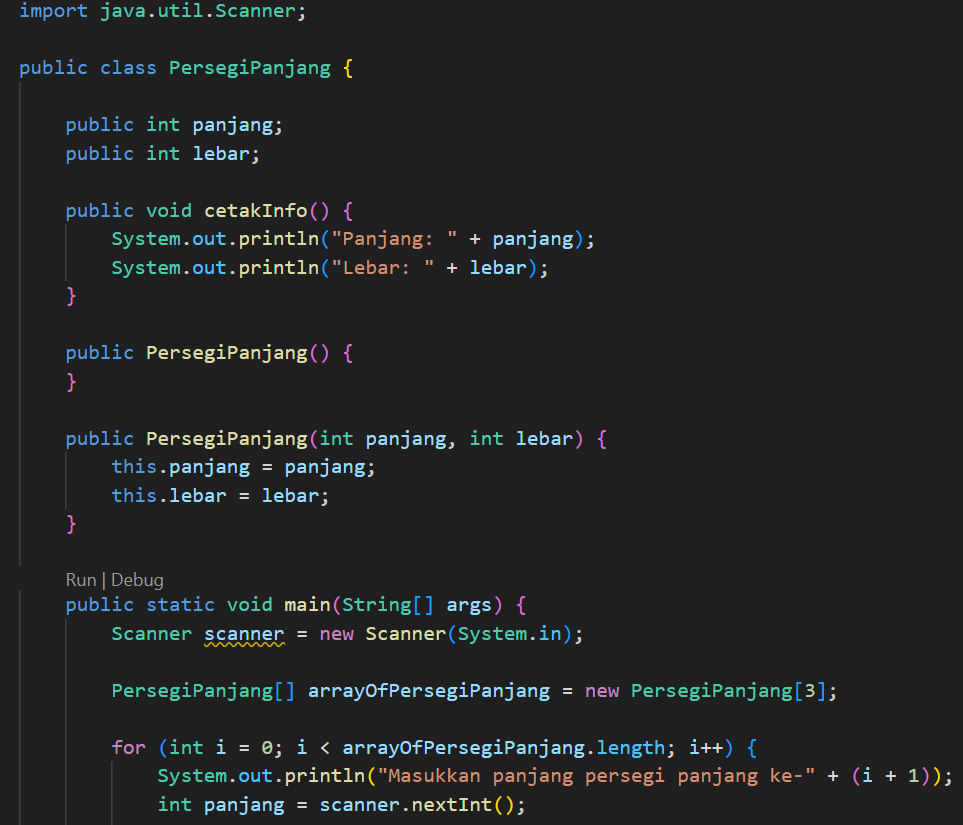 import java.util.Scanner;
public class PersegiPanjang {
public int panjang;
public int lebar;
public void cetakInfo() {
System.out.println("Panjang: " + panjang);
System.out.println("Lebar: " + lebar);
}
public PersegiPanjang() {
}
public PersegiPanjang(int panjang, int lebar) {
this.panjang = panjang;
this.lebar = lebar;
}
Run | Debug
public static void main(String[] args) {
Scanner scanner = new Scanner(System.in);
PersegiPanjang[] arrayOfPersegiPanjang = new PersegiPanjang[3];
for (int i = 0; i < arrayOfPersegiPanjang.length; i++) {
System.out.println("Masukkan panjang persegi panjang ke-" + (i + 1));
int panjang = scanner.nextInt();